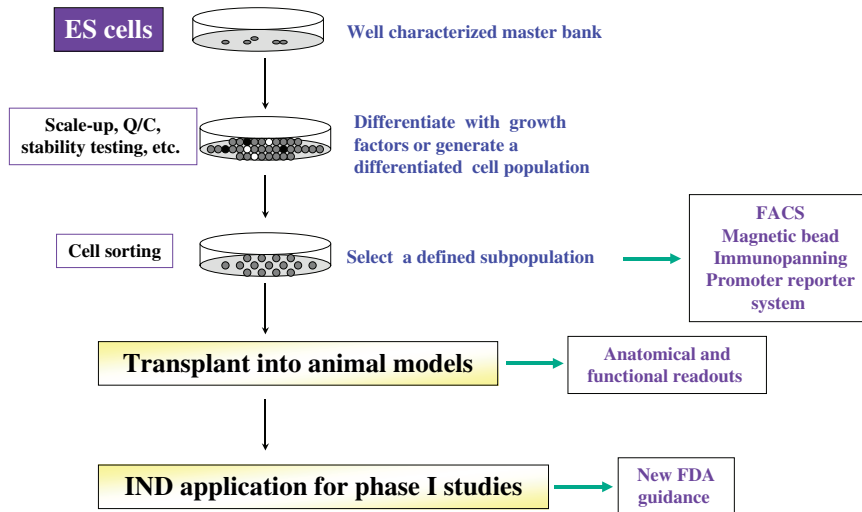 ES cells
Well characterized master bank
Scale-up, Q/C,
stability testing, etc.
Differentiate with growth
factors or generate a
differentiated cell population
Cell sorting
Select a defined subpopulation
FACS
Magnetic bead
Immunopanning
Promoter reporter
system
Transplant into animal models
Anatomical and
functional readouts
IND application for phase I studies
New FDA
guidance